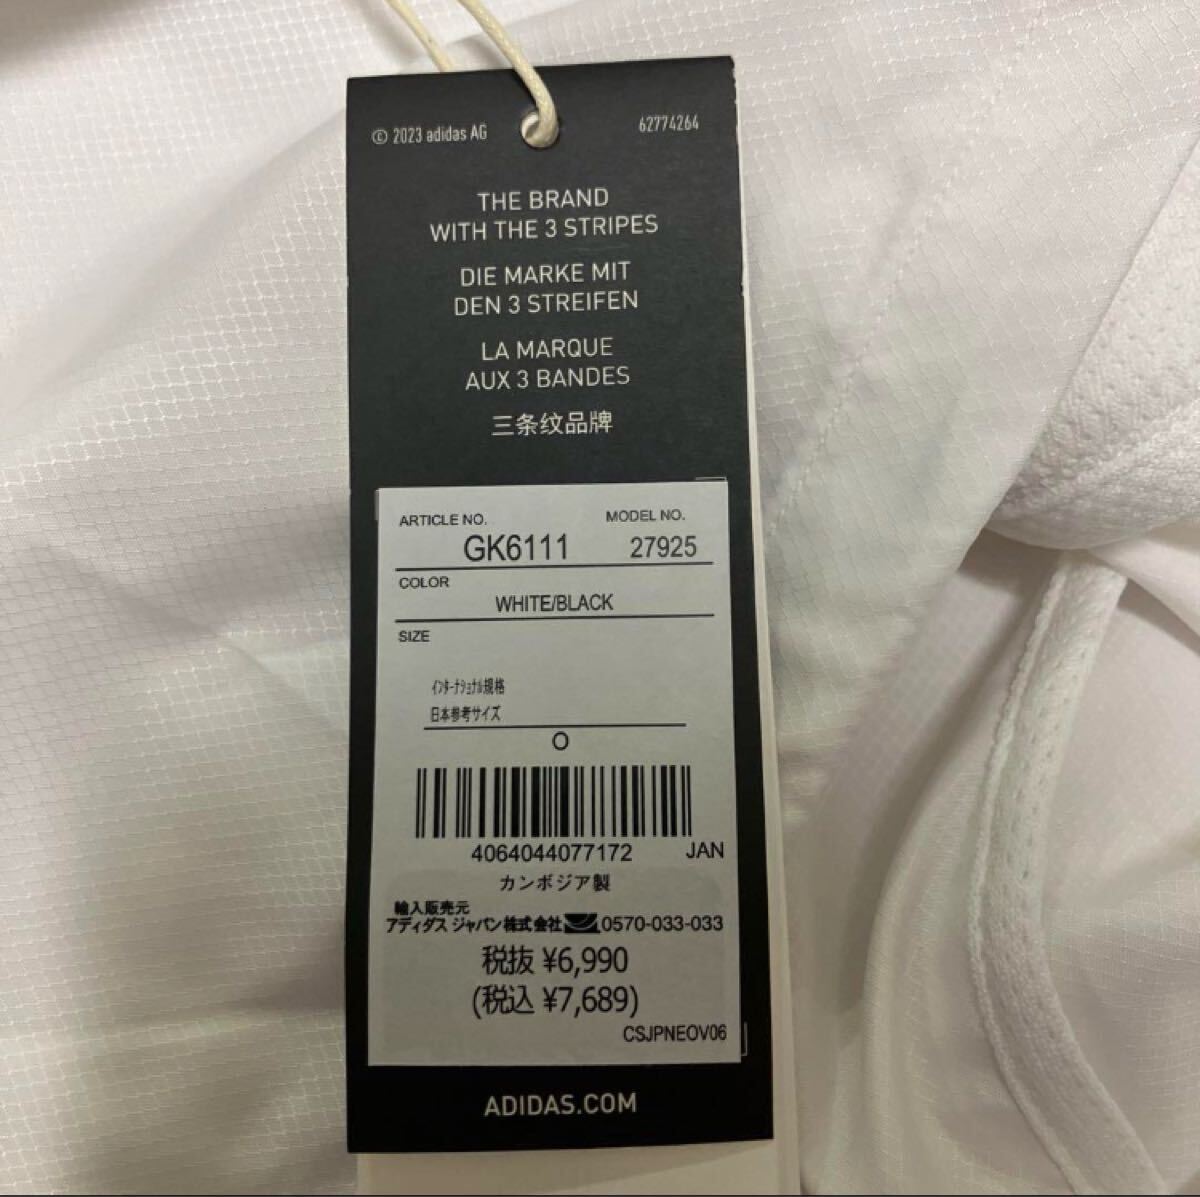 © 2023 adidas AG
62774264
THE BRAND
WITH THE 3 STRIPES
DIE MARKE MIT
DEN 3 STREIFEN
LA MARQUE
AUX 3 BANDES
三条纹品牌
ARTICLE NO.
MODEL NO.
GK6111
27925
COLOR
WHITE/BLACK
SIZE
ｲﾝﾀｰﾅｼｮﾅﾙ規格
日本参考サイズ
O
4064044077172
JAN
カンボジア製
輸入販売元
アディダス ジャパン株式会社 0570-033-033
税抜 ¥6,990
(税込 ¥7,689)
CSJPNEOV06
ADIDAS.COM